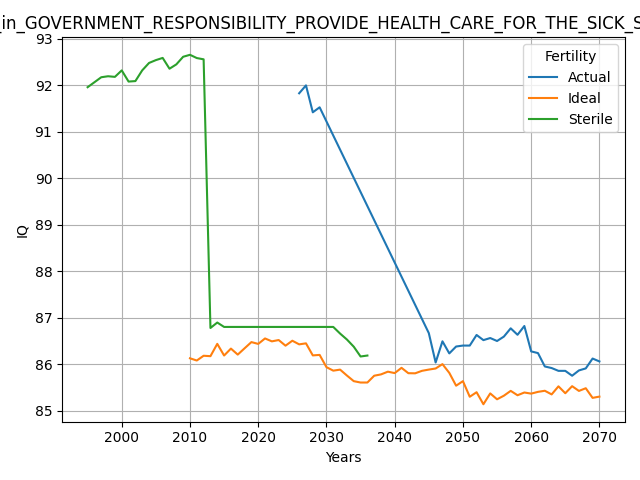 in_GOVERNMENT_RESPONSIBILITY_PROVIDE_HEALTH_CARE_FOR_THE_SICK_S
93
92
91
90
89
88
87
86
85
IQ
Fertility
Actual
Ideal
Sterile
2000 2010 2020 2030 2040 2050 2060 2070
Years